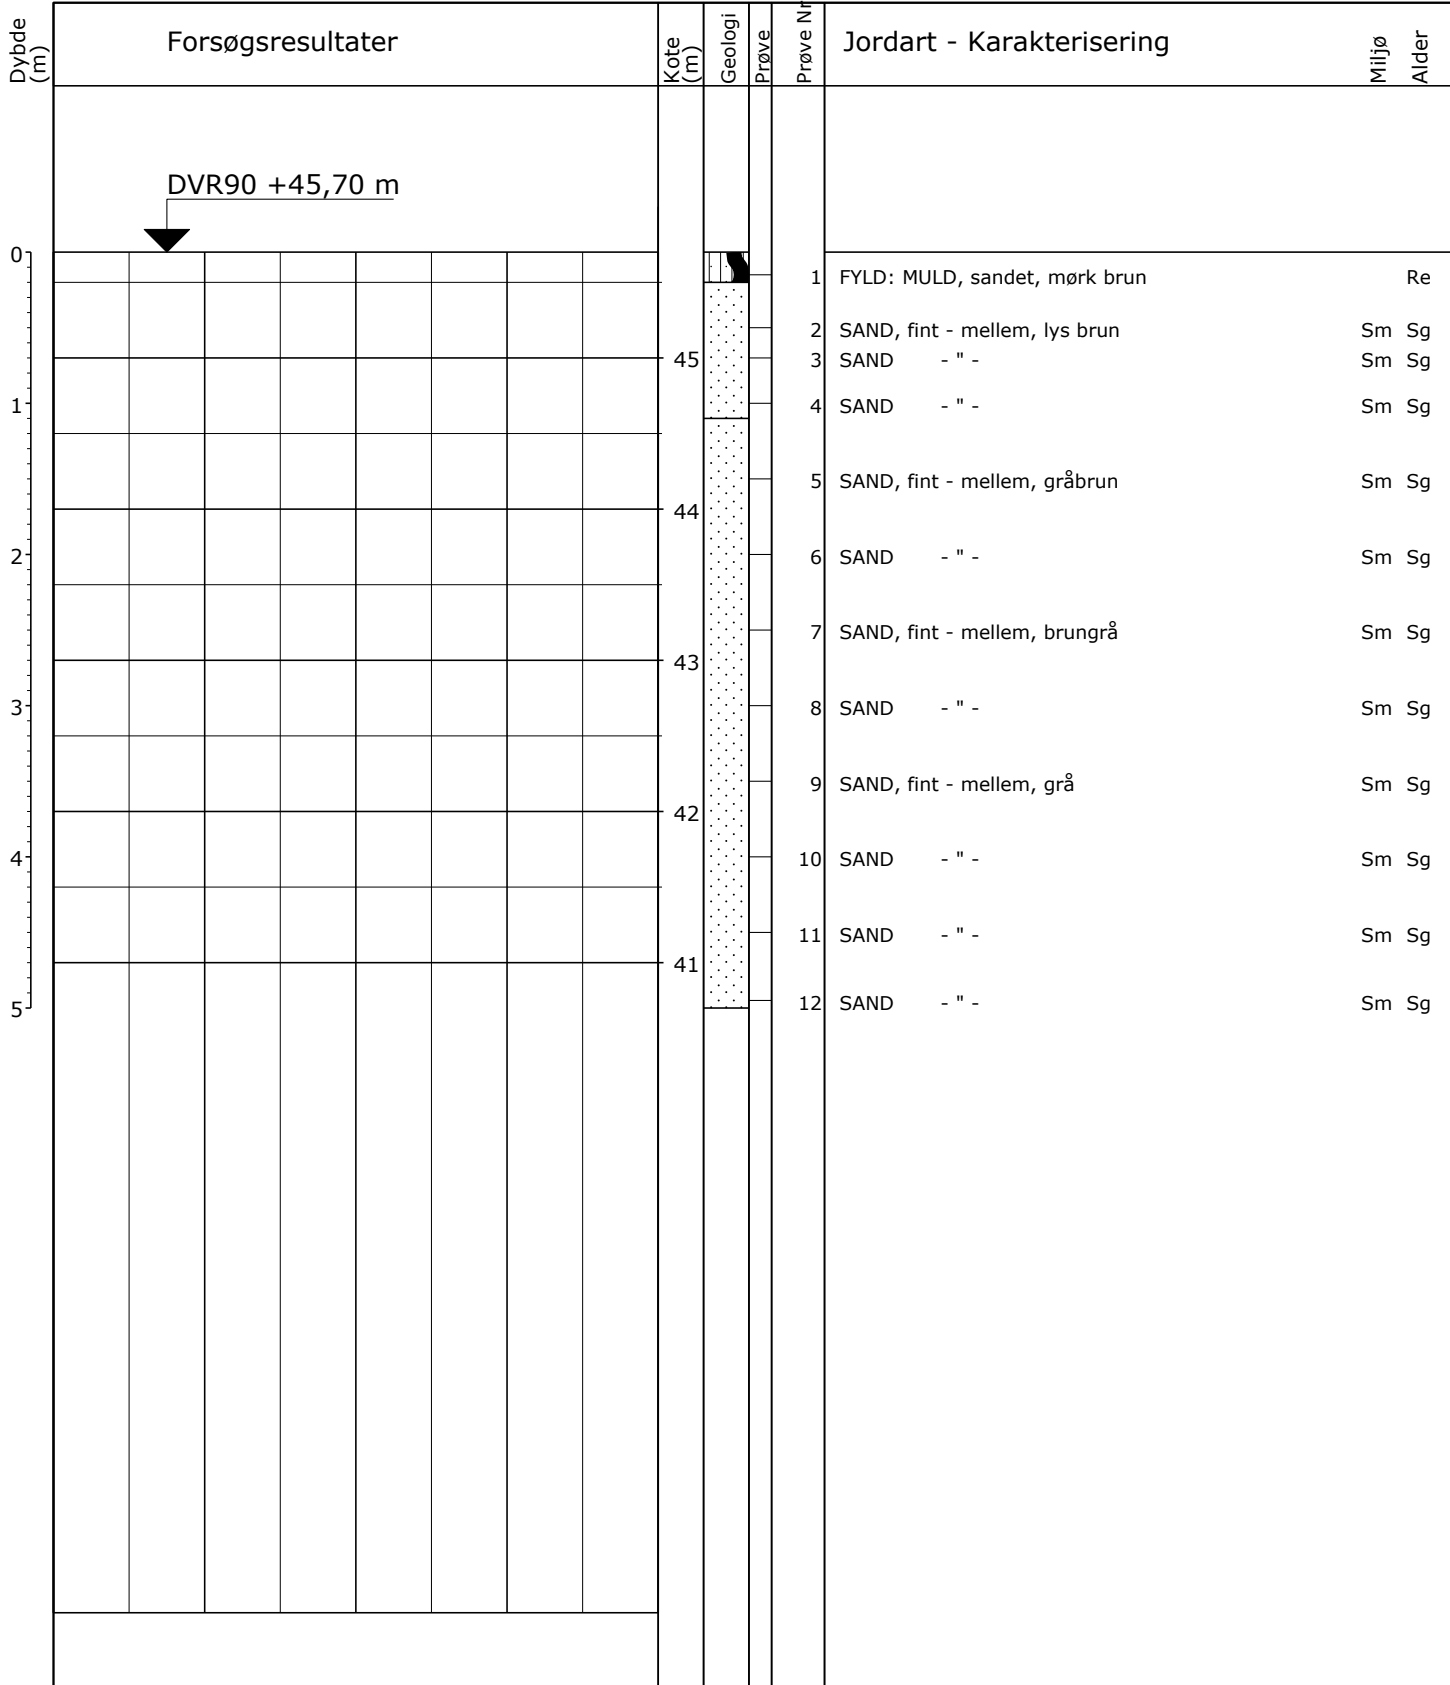 Dybde (m) Forsøgsresultater Kote (m) Geologi Prøve Prøve Nr Jordart - Karakterisering Miljø Alder
DVR90 +45,70 m
0
1 FYLD: MULD, sandet, mørk brun Re
2 SAND, fint - mellem, lys brun Sm Sg
45 3 SAND - " - Sm Sg
1 4 SAND - " - Sm Sg
5 SAND, fint - mellem, gråbrun Sm Sg
44
2 6 SAND - " - Sm Sg
7 SAND, fint - mellem, brungrå Sm Sg
43
3 8 SAND - " - Sm Sg
9 SAND, fint - mellem, grå Sm Sg
42
4 10 SAND - " - Sm Sg
11 SAND - " - Sm Sg
41
5 12 SAND - " - Sm Sg